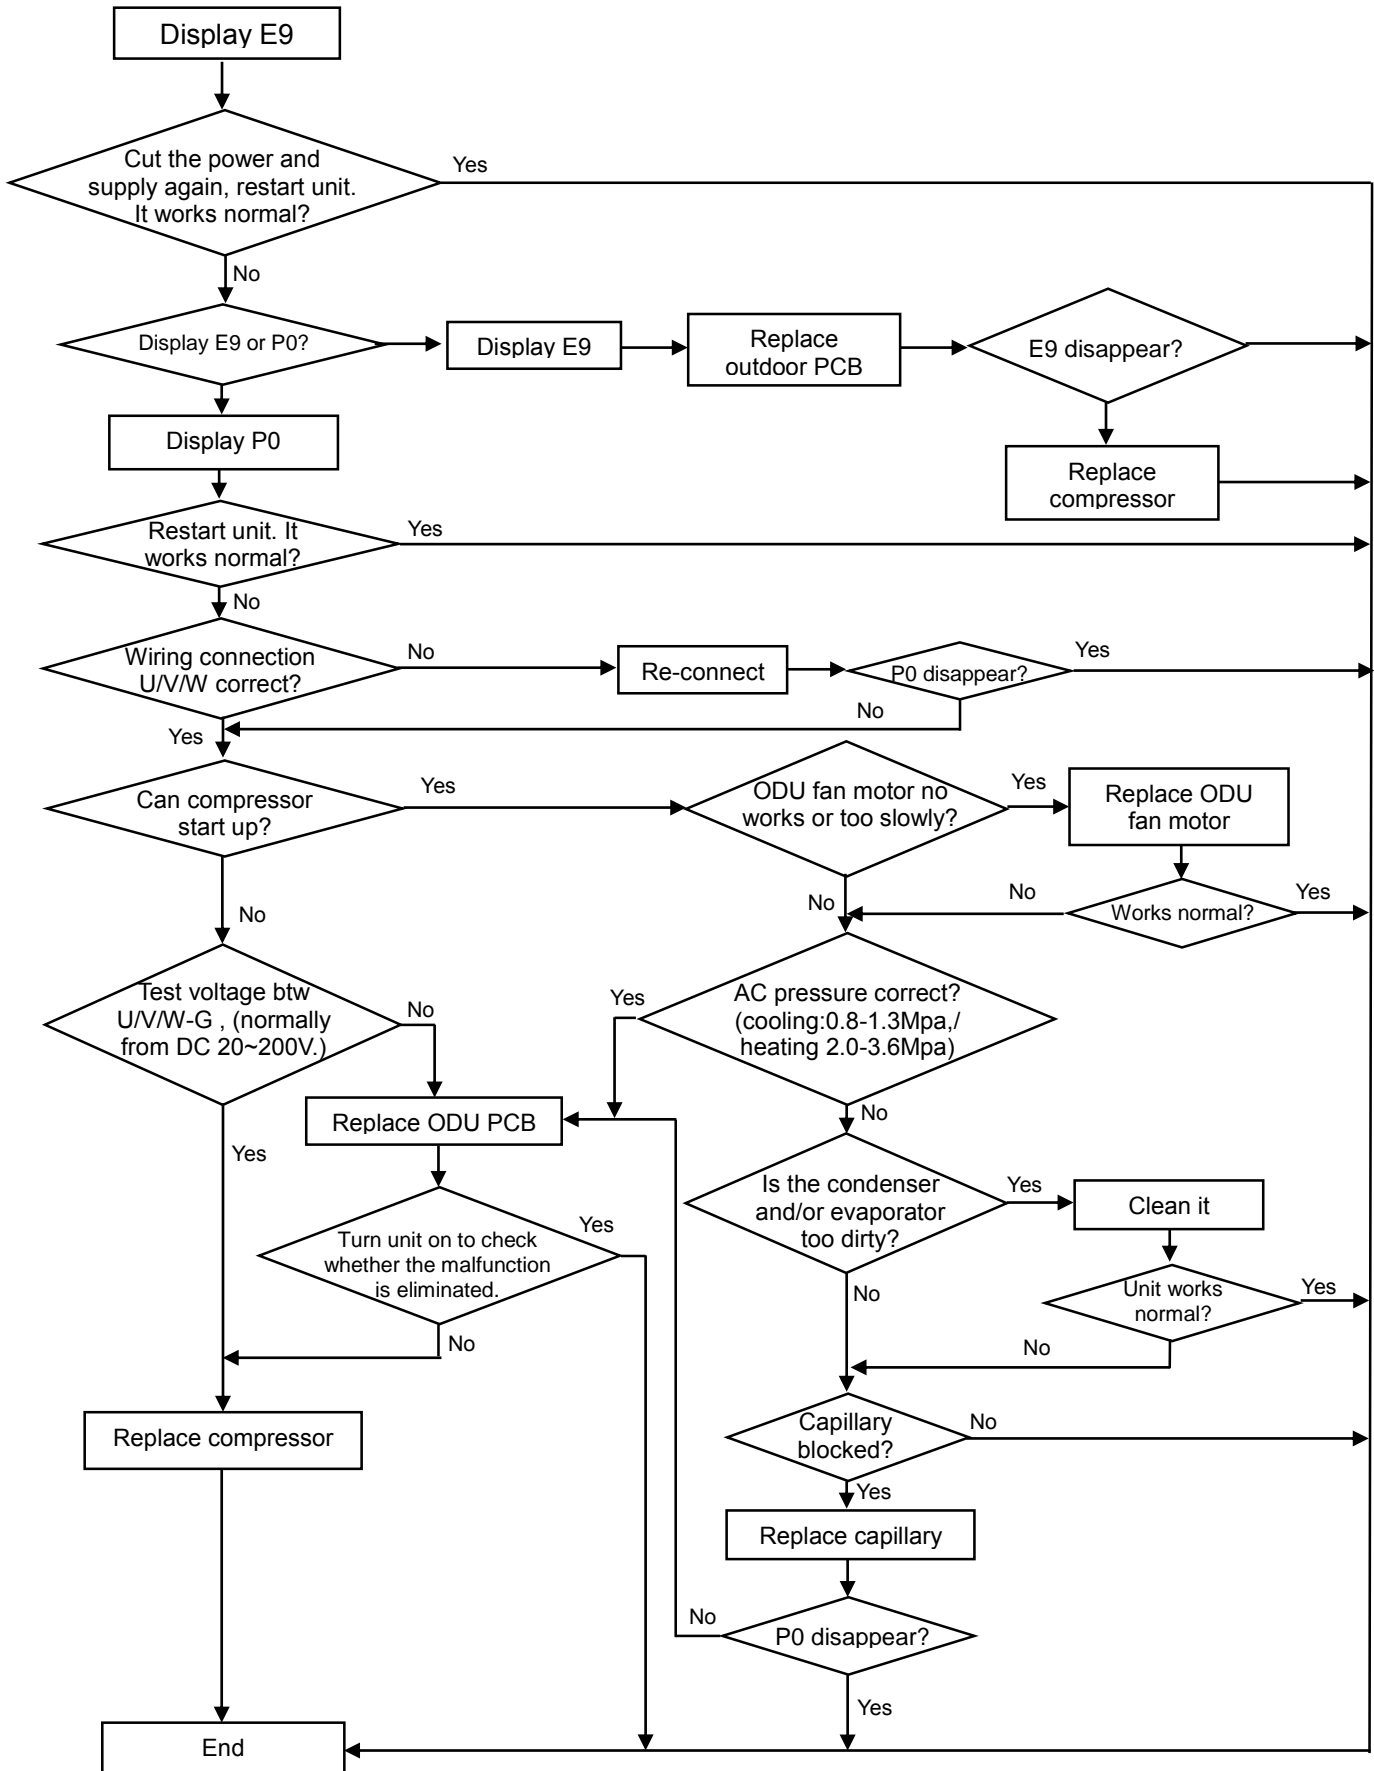 Display E9
Cut the power and
supply again, restart unit.
It works normal?
Yes
No
Display E9 or P0?
Display E9
Replace
outdoor PCB
E9 disappear?
Display P0
Replace
compressor
Restart unit. It
works normal?
Yes
No
Wiring connection
U/V/W correct?
No
Re-connect
P0 disappear?
Yes
No
Yes
Can compressor
start up?
Yes
ODU fan motor no
works or too slowly?
Yes
Replace ODU
fan motor
No
No
Works normal?
Yes
No
Test voltage btw
U/V/W-G , (normally
from DC 20~200V.)
No
Yes
AC pressure correct?
(cooling:0.8-1.3Mpa,/
heating 2.0-3.6Mpa)
Replace ODU PCB
No
Yes
Is the condenser
and/or evaporator
too dirty?
Yes
Clean it
Turn unit on to check
whether the malfunction
is eliminated.
Yes
No
No
Unit works
normal?
Yes
No
Replace compressor
Capillary
blocked?
No
Yes
Replace capillary
No
P0 disappear?
Yes
End